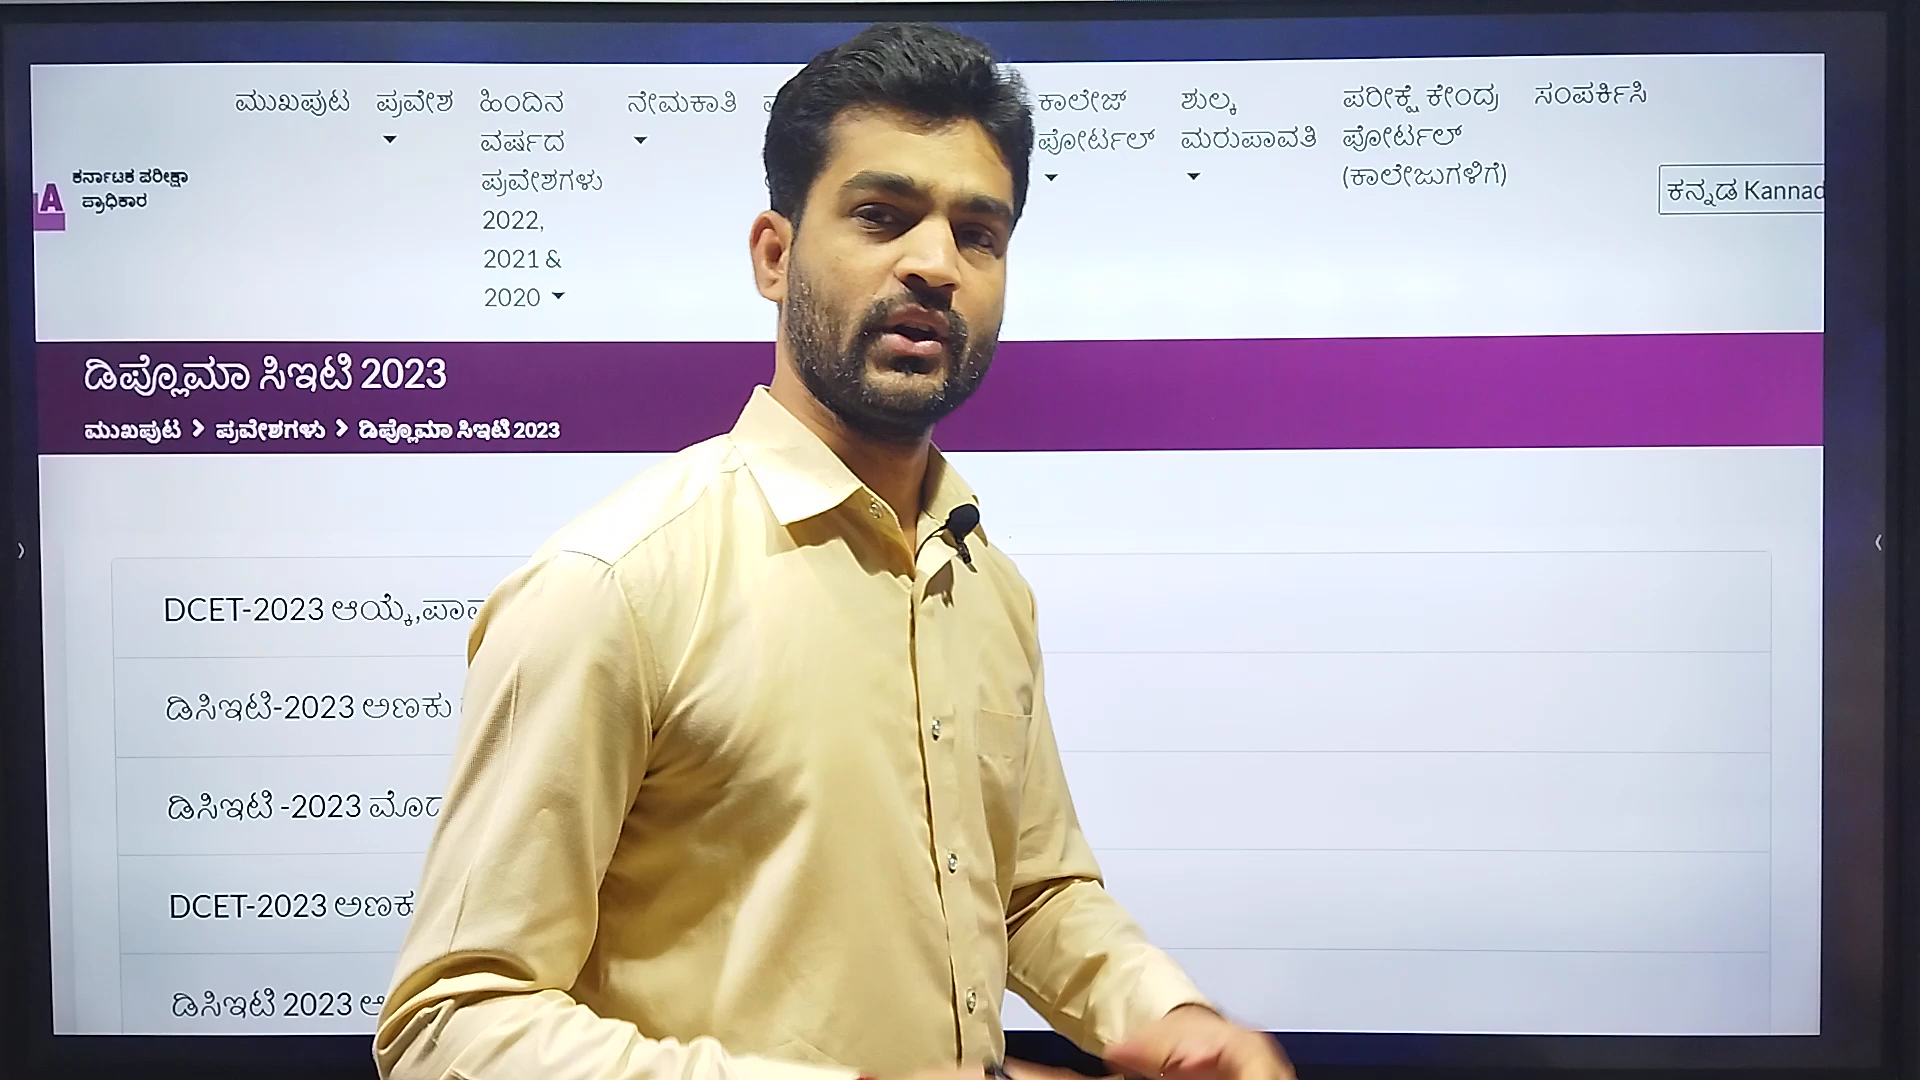 ಮುಖಪುಟ ಪ್ರವೇಶ ಹಿಂದಿನ ವರ್ಷದ ಪ್ರವೇಶಗಳು 2022, 2021 & 2020 ನೇಮಕಾತಿ ಕಾಲೇಜ್ ಪೋರ್ಟಲ್ ಶುಲ್ಕ ಮರುಪಾವತಿ ಪರೀಕ್ಷೆ ಕೇಂದ್ರ ಪೋರ್ಟಲ್ (ಕಾಲೇಜುಗಳಿಗೆ) ಸಂಪರ್ಕಿಸಿ
A ಕರ್ನಾಟಕ ಪರೀಕ್ಷಾ
ಪ್ರಾಧಿಕಾರ
ಕನ್ನಡ Kannad
ಡಿಪ್ಲೊಮಾ ಸಿಇಟಿ 2023
ಮುಖಪುಟ > ಪ್ರವೇಶಗಳು > ಡಿಪ್ಲೊಮಾ ಸಿಇಟಿ 2023
DCET-2023 ಆಯ್ಕೆ,
ಡಿಸಿಇಟಿ-2023 ಅಣಕು
ಡಿಸಿಇಟಿ -2023
DCET-2023
ಡಿಸಿಇಟಿ 2023